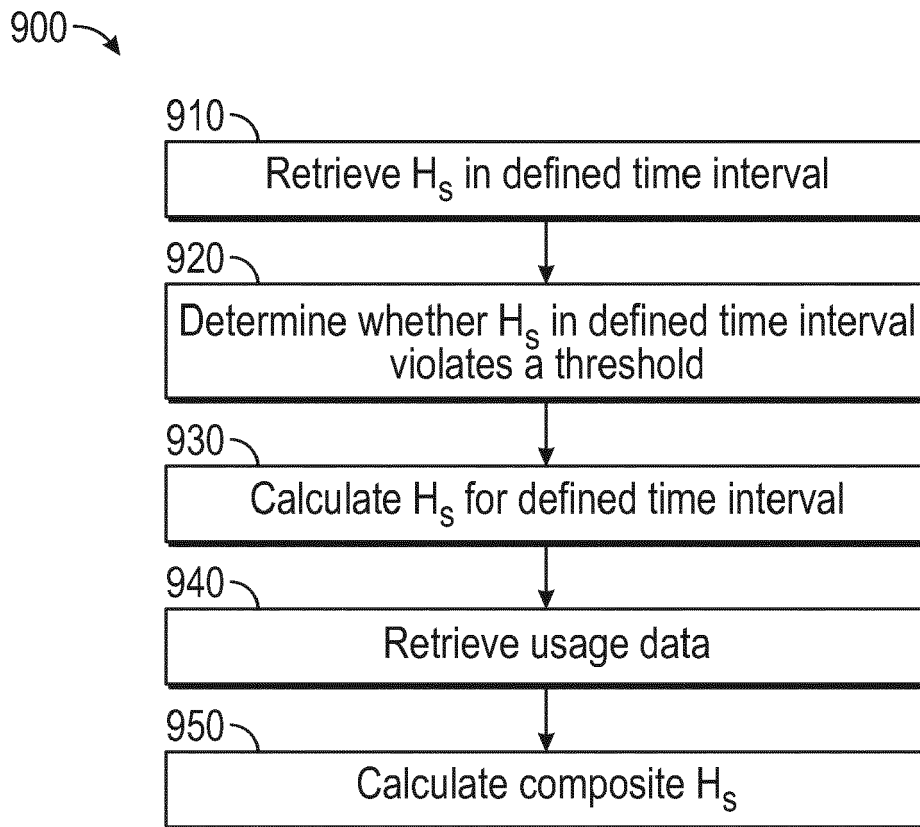 900
910
Retrieve Hs in defined time interval
920
Determine whether Hs in defined time interval
violates a threshold
930
Calculate Hs for defined time interval
940
Retrieve usage data
950
Calculate composite Hs